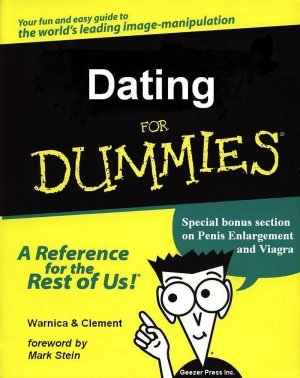 Your fun and easy guide to
the world's leading image-manipulation
Dating
FOR
DUMMIES®
Special bonus section
on Penis Enlargement
and Viagra
A Reference
for the
Rest of Us!®
Warnica & Clement
foreword by
Mark Stein
Geezer Press Inc.